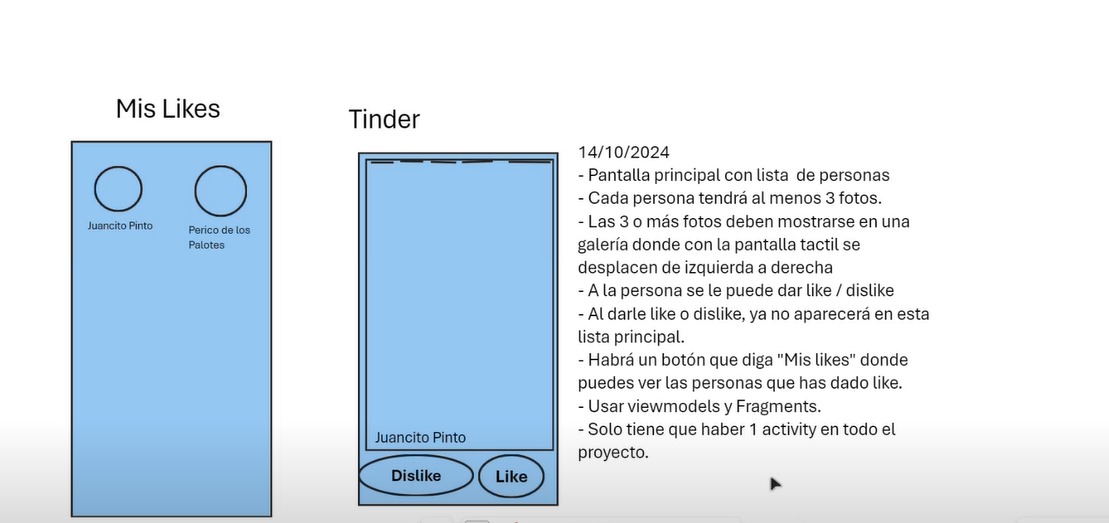 Mis Likes
Juancito Pinto
Perico de los
Palotes
Tinder
Juancito Pinto
Dislike
Like
14/10/2024
- Pantalla principal con lista  de personas
- Cada persona tendrá al menos 3 fotos.
- Las 3 o más fotos deben mostrarse en una
galería donde con la pantalla tactil se
desplacen de izquierda a derecha
- A la persona se le puede dar like / dislike
- Al darle like o dislike, ya no aparecerá en esta
lista principal.
- Habrá un botón que diga "Mis likes" donde
puedes ver las personas que has dado like.
- Usar viewmodels y Fragments.
- Solo tiene que haber 1 activity en todo el
proyecto.